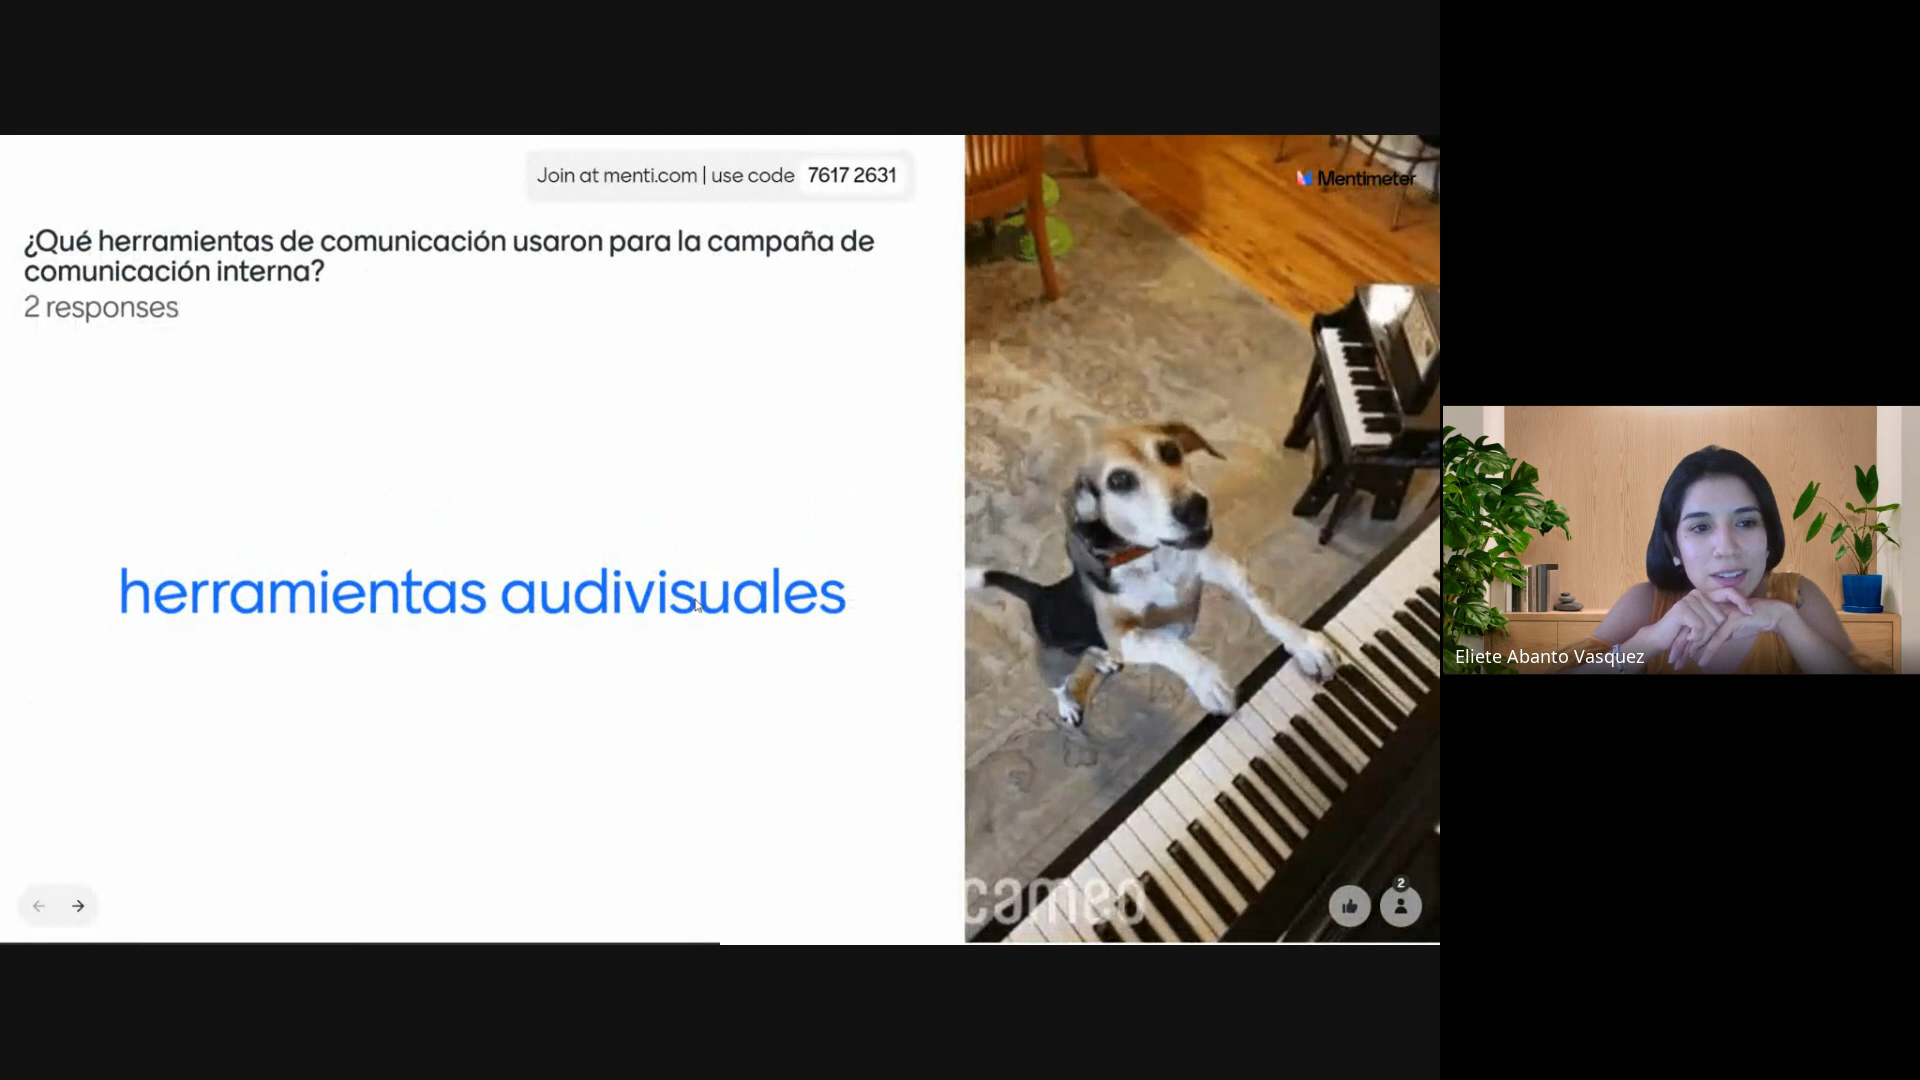 Join at menti.com | use code 7617 2631
Mentimeter
¿Qué herramientas de comunicación usaron para la campaña de
comunicación interna?
2 responses
herramientas audivisuales
Eliete Abanto Vasquez
cameo
2